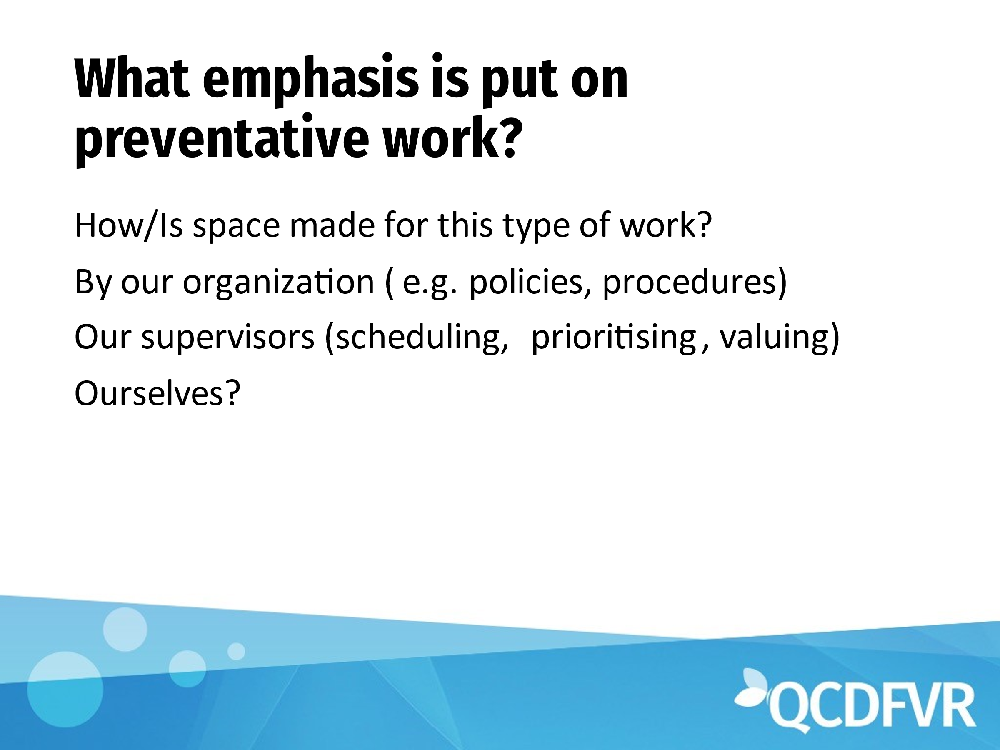 What emphasis is put on
preventative work?
How/Is space made for this type of work?
By our organization ( e.g. policies, procedures)
Our supervisors (scheduling,  prioritising, valuing)
Ourselves?
QCDFVR